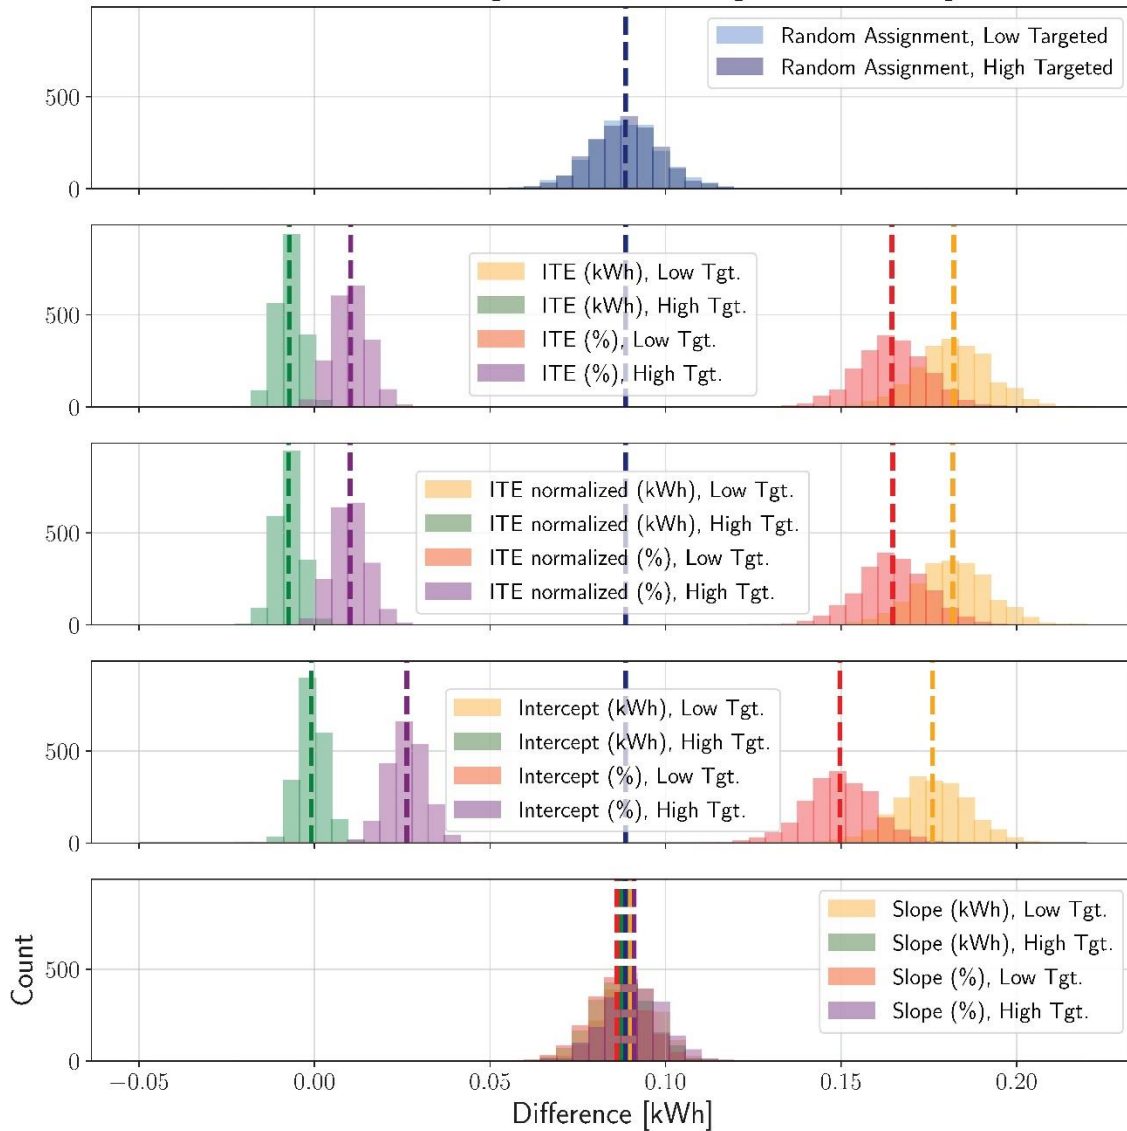 Random Assignment, Low Targeted
Random Assignment, High Targeted
500
0
ITE (kWh), Low Tgt.
ITE (kWh), High Tgt.
ITE (%), Low Tgt.
ITE (%), High Tgt.
500
0
ITE normalized (kWh), Low Tgt.
ITE normalized (kWh), High Tgt.
ITE normalized (%), Low Tgt.
ITE normalized (%), High Tgt.
500
0
Intercept (kWh), Low Tgt.
Intercept (kWh), High Tgt.
Intercept (%), Low Tgt.
Intercept (%), High Tgt.
500
0
Slope (kWh), Low Tgt.
Slope (kWh), High Tgt.
Slope (%), Low Tgt.
Slope (%), High Tgt.
Count
500
0
−0.05 0.00 0.05 0.10 0.15 0.20
Difference [kWh]